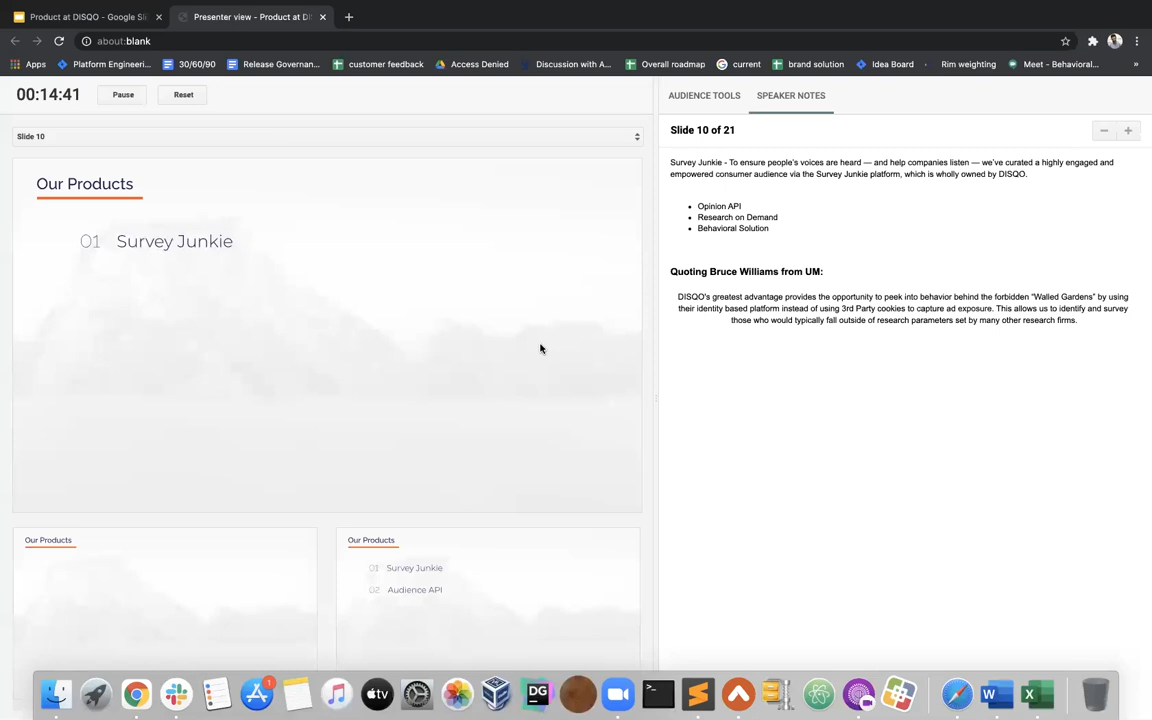 Product at DISQO - Google Sli
Presenter view - Product at DI
about:blank
Apps
Platform Engineeri...
30/60/90
Release Governan...
customer feedback
Access Denied
Discussion with A...
Overall roadmap
current
brand solution
Idea Board
Rim weighting
Meet - Behavioral...
»
00:14:41
Pause
Reset
AUDIENCE TOOLS
SPEAKER NOTES
Slide 10
Slide 10 of 21
Our Products
01 Survey Junkie
Survey Junkie - To ensure people's voices are heard — and help companies listen — we've curated a highly engaged and
empowered consumer audience via the Survey Junkie platform, which is wholly owned by DISQO.
• Opinion API
• Research on Demand
• Behavioral Solution
Quoting Bruce Williams from UM:
DISQO's greatest advantage provides the opportunity to peek into behavior behind the forbidden "Walled Gardens" by using
their identity based platform instead of using 3rd Party cookies to capture ad exposure. This allows us to identify and survey
those who would typically fall outside of research parameters set by many other research firms.
Our Products
Our Products
01 Survey Junkie
02 Audience API
1
tv
DG
>_
W
X